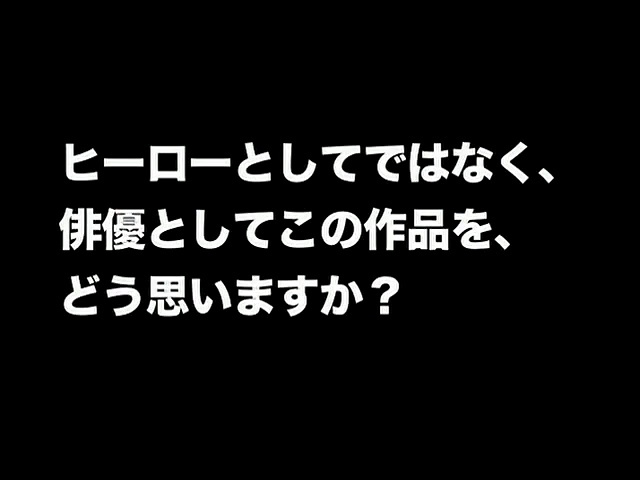 ヒーローとしてではなく、
俳優としてこの作品を、
どう思いますか？